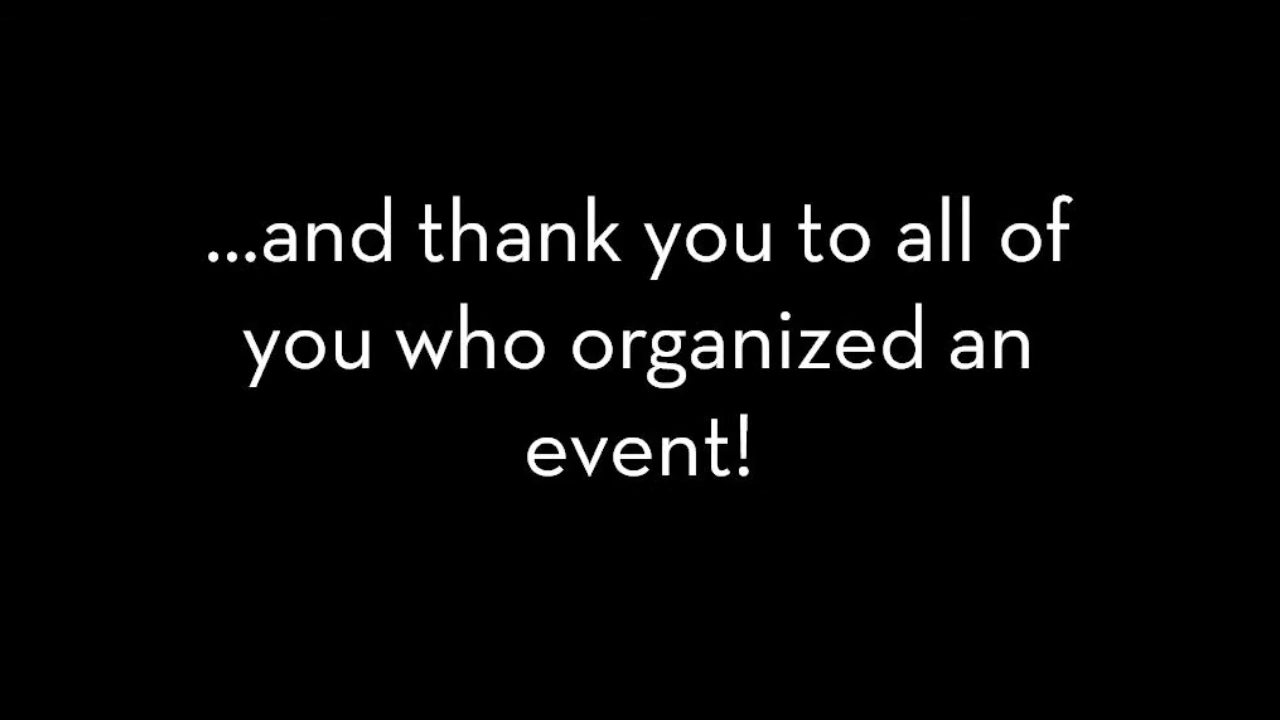 ...and thank you to all of
you who organized an
event!